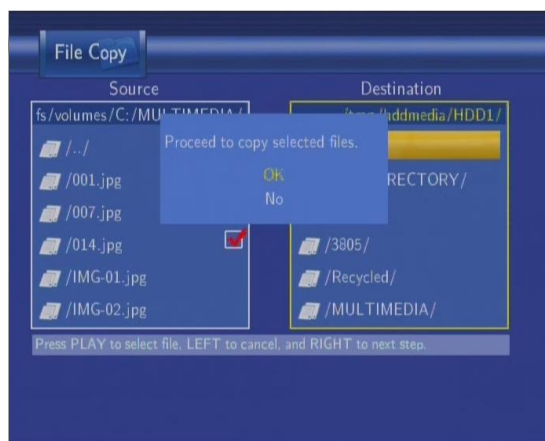 File Copy
Source
Destination
fs/volumes/C:/MULTIMEDIA/
/hddmedia/HDD1/
Proceed to copy selected files.
OK
No
/../
/001.jpg
RECTORY/
/007.jpg
/014.jpg
/3805/
/IMG-01.jpg
/Recycled/
/IMG-02.jpg
/MULTIMEDIA/
Press PLAY to select file, LEFT to cancel, and RIGHT to next step.